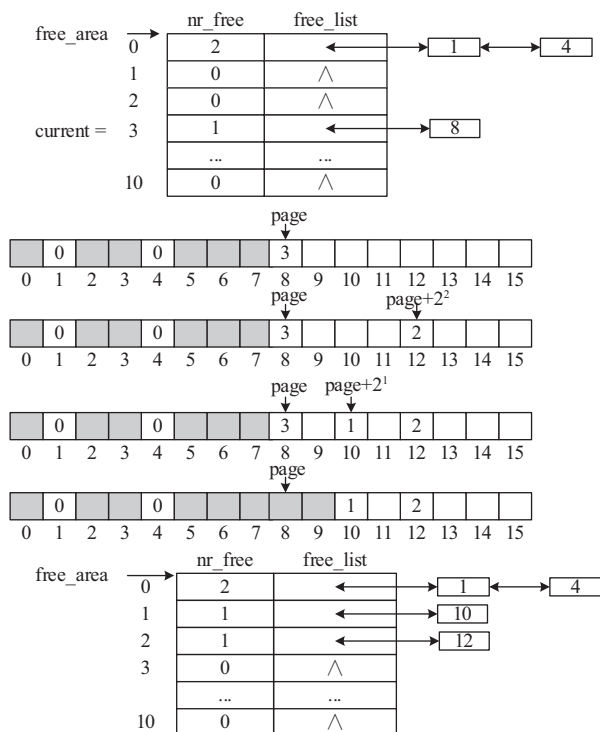 nr_free free_list
free_area 0 2 1 4
1 0 ∧
2 0 ∧
current = 3 1 8
... ...
10 0 ∧
page
0 0 3
0 1 2 3 4 5 6 7 8 9 10 11 12 13 14 15
page page+2²
0 0 3 2
0 1 2 3 4 5 6 7 8 9 10 11 12 13 14 15
page page+2¹
0 0 3 1 2
0 1 2 3 4 5 6 7 8 9 10 11 12 13 14 15
page
0 0 1 2
0 1 2 3 4 5 6 7 8 9 10 11 12 13 14 15
nr_free free_list
free_area 0 2 1 4
1 1 10
2 1 12
3 0 ∧
... ...
10 0 ∧